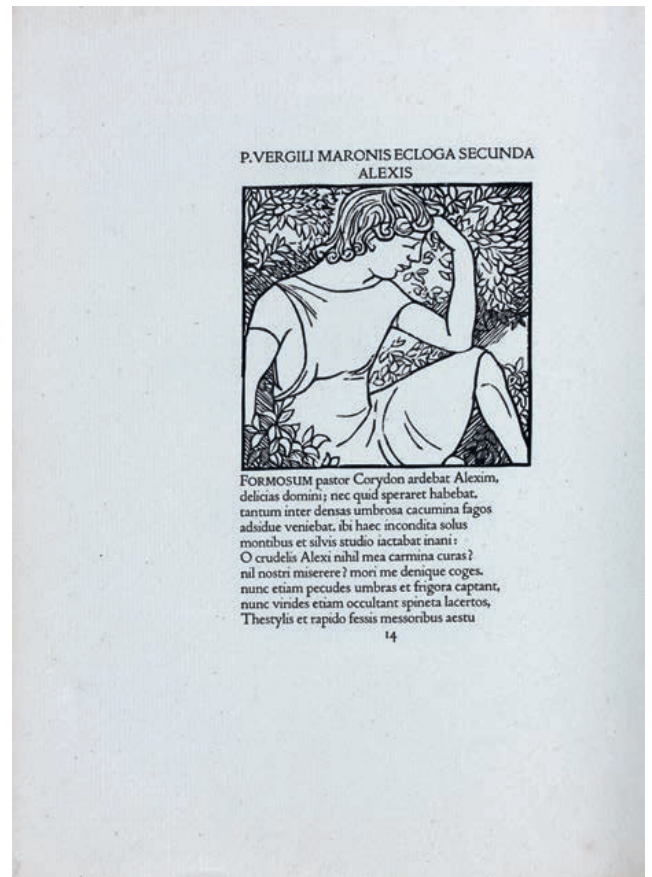 P. VERGILI MARONIS ECLOGA SECUNDA
ALEXIS
FORMOSUM pastor Corydon ardebat Alexim,
delicias domini; nec quid speraret habebat.
tantum inter densas umbrosa cacumina fagos
adsidue veniebat. ibi haec incondita solus
montibus et silvis studio iactabat inani:
O crudelis Alexi nihil mea carmina curas?
nil nostri miserere? mori me denique coges.
nunc etiam pecudes umbras et frigora captant,
nunc virides etiam occultant spineta lacertos,
Thestylis et rapido fessis messoribus aestu
14